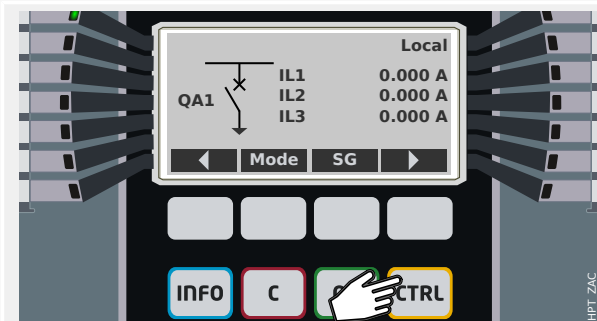 Local
IL1 0.000 A
QA1
IL2 0.000 A
IL3 0.000 A
Mode SG
INFO C CTRL
HPT ZAC